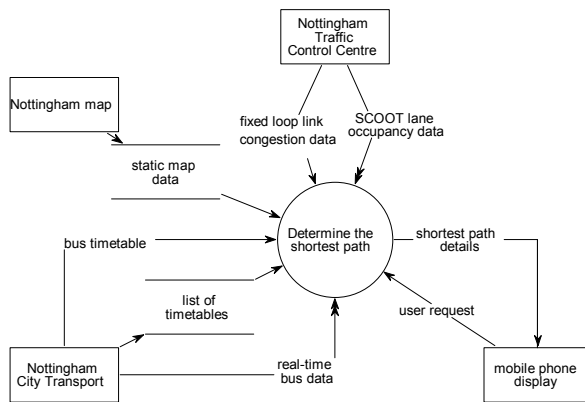 Nottingham
Traffic
Control Centre
Nottingham map
fixed loop link
congestion data
SCOOT lane
occupancy data
static map
data
bus timetable
Determine the
shortest path
shortest path
details
list of
timetables
user request
Nottingham
City Transport
real-time
bus data
mobile phone
display